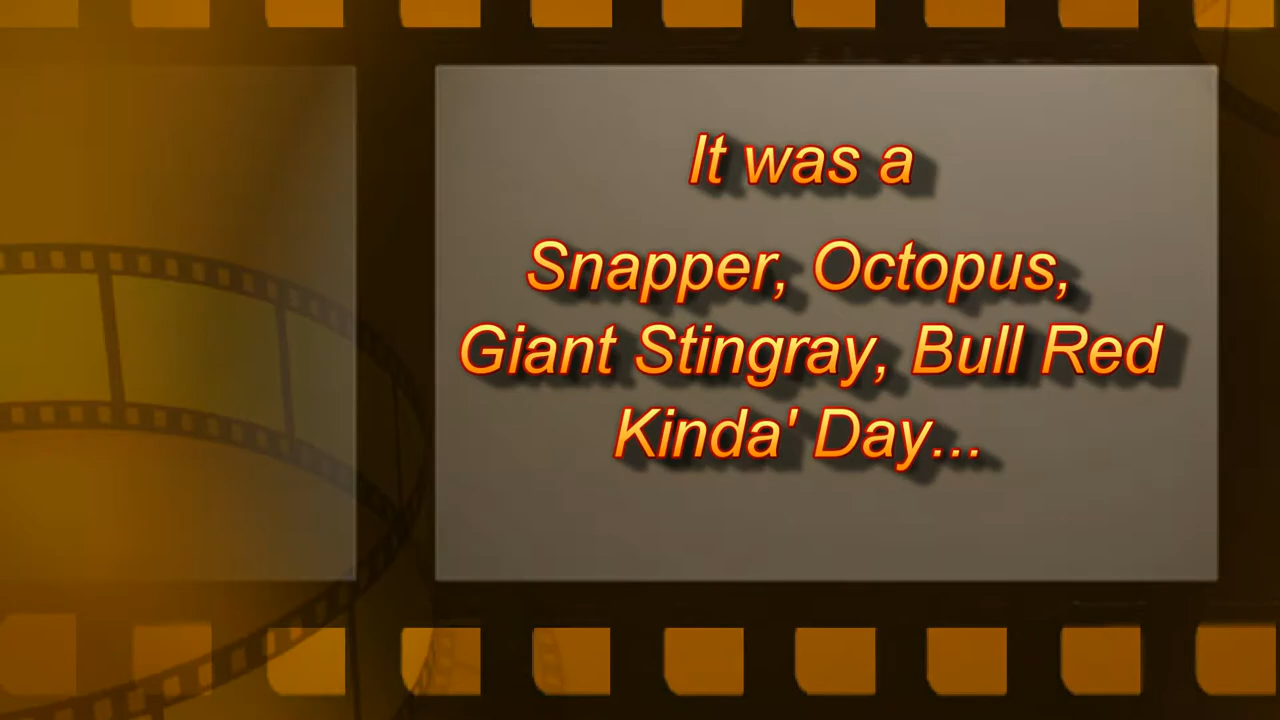 It was a
Snapper, Octopus,
Giant Stingray, Bull Red
Kinda' Day...